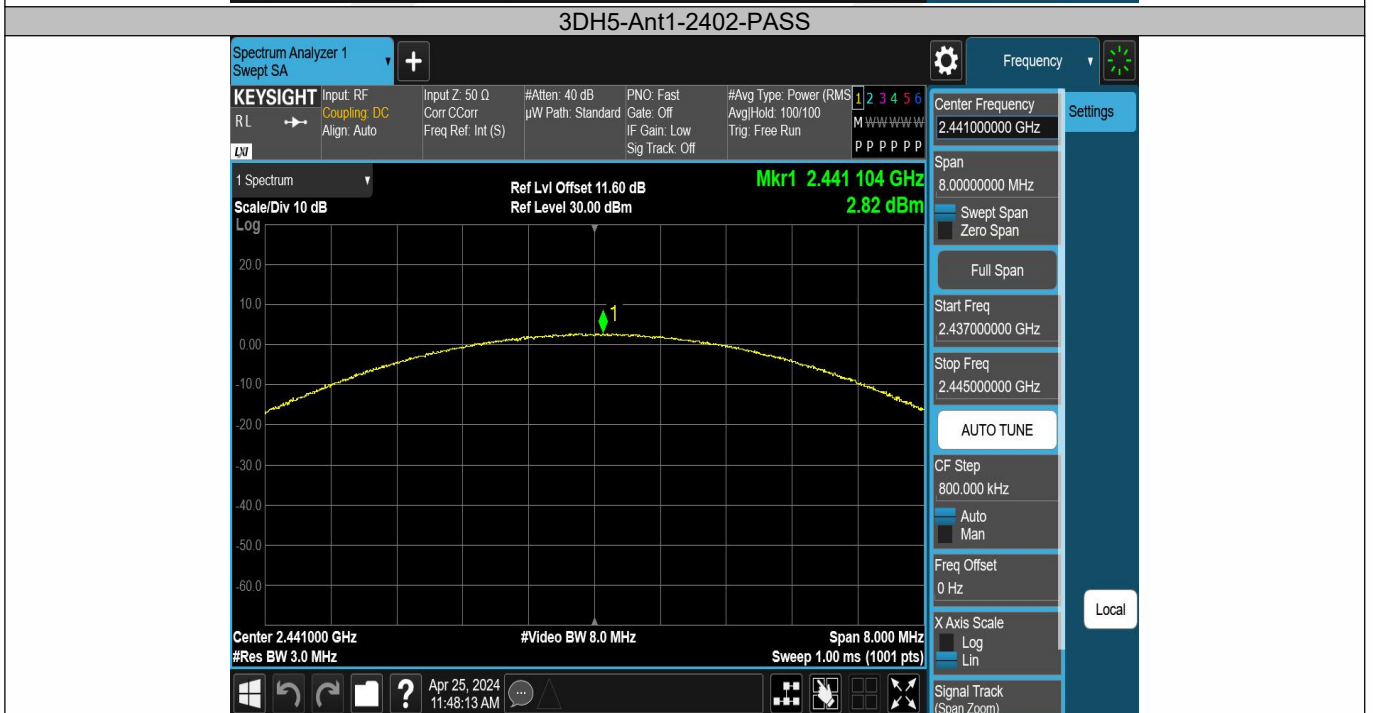 3DH5-Ant1-2402-PASS
Spectrum Analyzer 1
Swept SA
+
Frequency
KEYSIGHT
RL
LXI
Input: RF
Coupling: DC
Align: Auto
Input Z: 50 Ω
Corr CCorr
Freq Ref: Int (S)
#Atten: 40 dB
µW Path: Standard
PNO: Fast
Gate: Off
IF Gain: Low
Sig Track: Off
#Avg Type: Power (RMS
Avg|Hold: 100/100
Trig: Free Run
1 2 3 4 5 6
M W W W W W
P P P P P P
1 Spectrum
Scale/Div 10 dB
Log
Ref Lvl Offset 11.60 dB
Ref Level 30.00 dBm
Mkr1 2.441 104 GHz
2.82 dBm
20.0
10.0
0.00
-10.0
-20.0
-30.0
-40.0
-50.0
-60.0
1
Center 2.441000 GHz
#Res BW 3.0 MHz
#Video BW 8.0 MHz
Span 8.000 MHz
Sweep 1.00 ms (1001 pts)
Center Frequency
2.441000000 GHz
Settings
Span
8.00000000 MHz
Swept Span
Zero Span
Full Span
Start Freq
2.437000000 GHz
Stop Freq
2.445000000 GHz
AUTO TUNE
CF Step
800.000 kHz
Auto
Man
Freq Offset
0 Hz
X Axis Scale
Log
Lin
Local
Signal Track
(Span Zoom)
?
Apr 25, 2024
11:48:13 AM